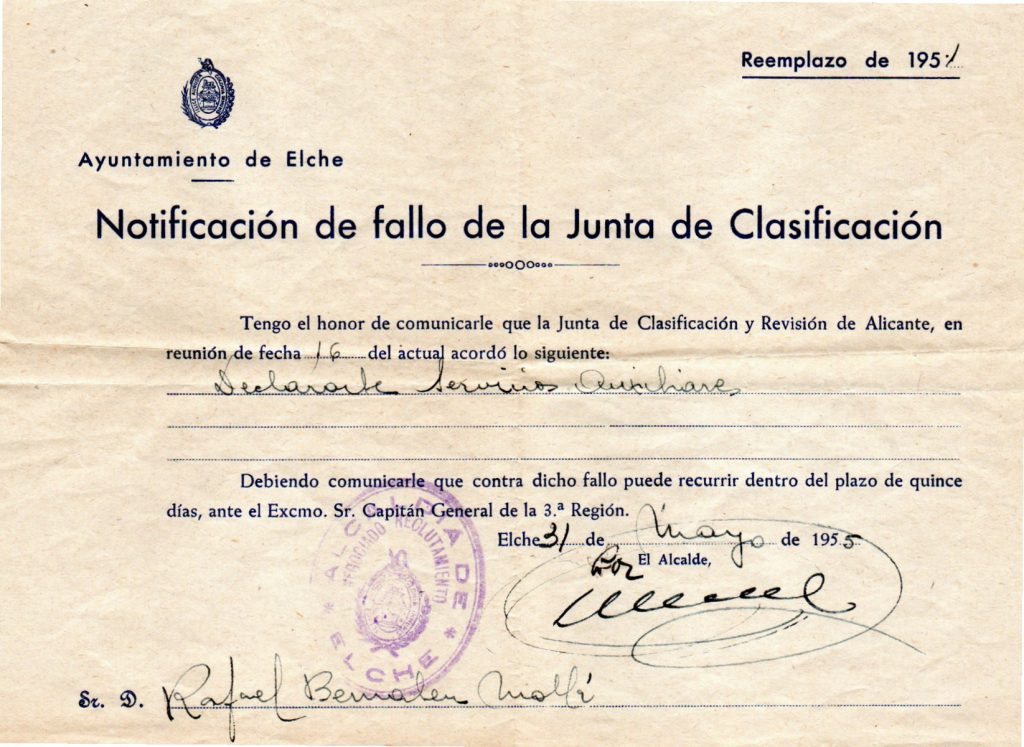 Reemplazo de 1951
Ayuntamiento de Elche
Notificación de fallo de la Junta de Clasificación
Tengo el honor de comunicarle que la Junta de Clasificación y Revisión de Alicante, en
reunión de fecha 16 del actual acordó lo siguiente:
Declararle Servicios Auxiliares
Debiendo comunicarle que contra dicho fallo puede recurrir dentro del plazo de quince
días, ante el Excmo. Sr. Capitán General de la 3.ª Región.
Elche 31 de Mayo de 1955
Por El Alcalde,
ALCALDIA DE ELCHE
NEGOCIADO RECLUTAMIENTO
Sr. D. Rafael